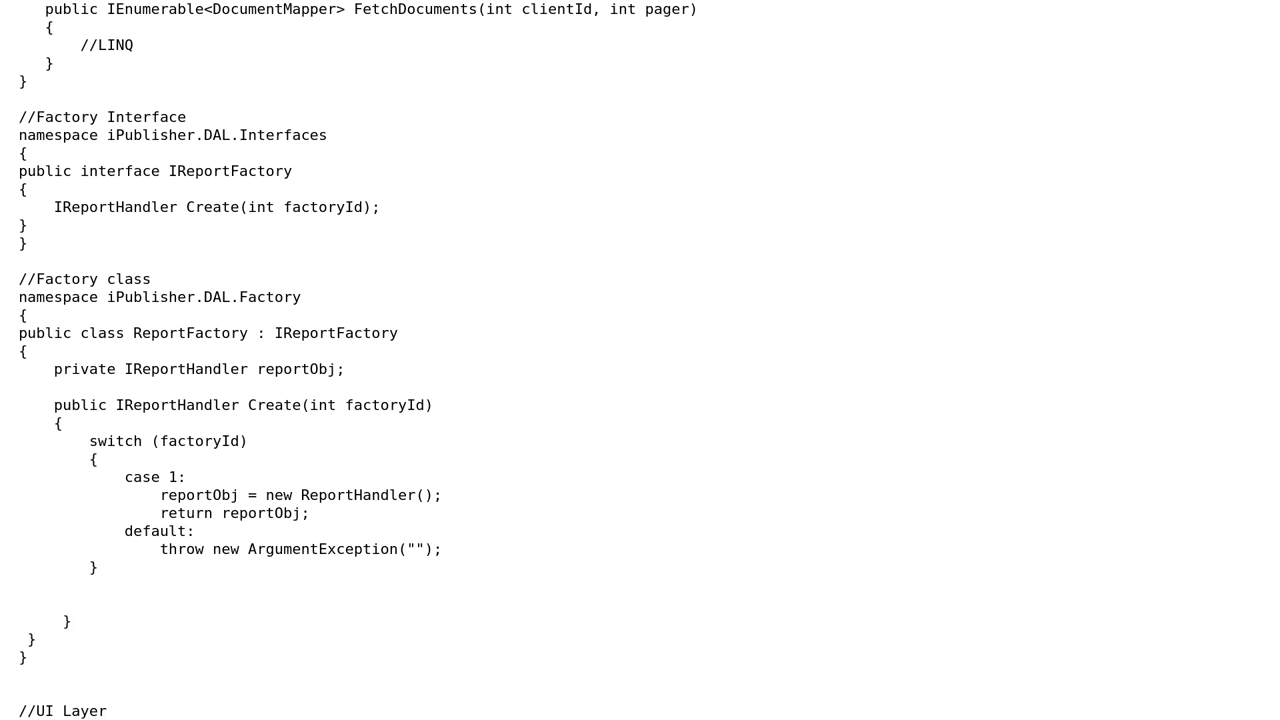 public IEnumerable<DocumentMapper> FetchDocuments(int clientId, int pager)
{
//LINQ
}
}
//Factory Interface
namespace iPublisher.DAL.Interfaces
{
public interface IReportFactory
{
IReportHandler Create(int factoryId);
}
}
//Factory class
namespace iPublisher.DAL.Factory
{
public class ReportFactory : IReportFactory
{
private IReportHandler reportObj;
public IReportHandler Create(int factoryId)
{
switch (factoryId)
{
case 1:
reportObj = new ReportHandler();
return reportObj;
default:
throw new ArgumentException("");
}
}
}
}
//UI Layer